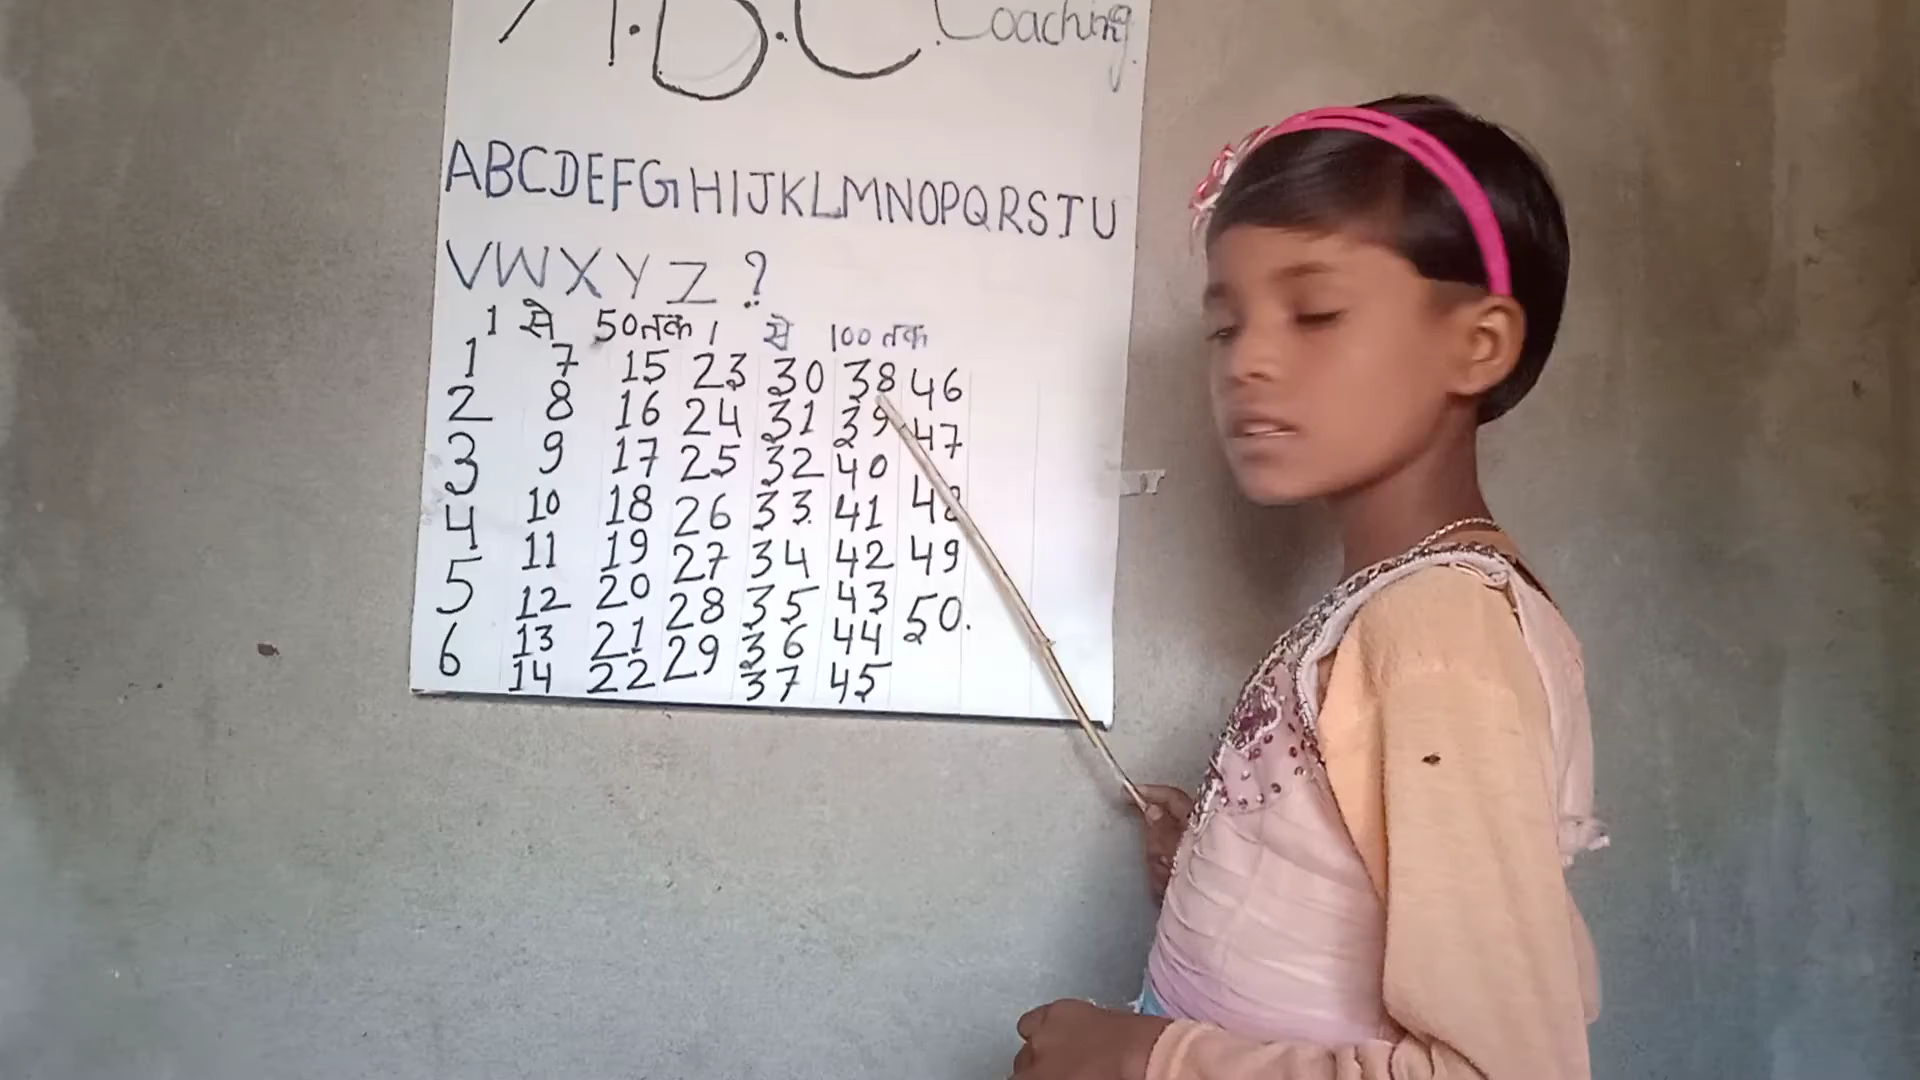 A.B.C. Coaching.
ABCDEFGHIJKLMNOPQRSTU
VWXYZ ?
1 से 50 तक । से 100 तक
1 7 15 23 30 38 46
2 8 16 24 31 39 47
3 9 17 25 32 40 48
4 10 18 26 33 41 49
5 11 19 27 34 42 50.
6 12 20 28 35 43
13 21 29 36 44
14 22 37 45